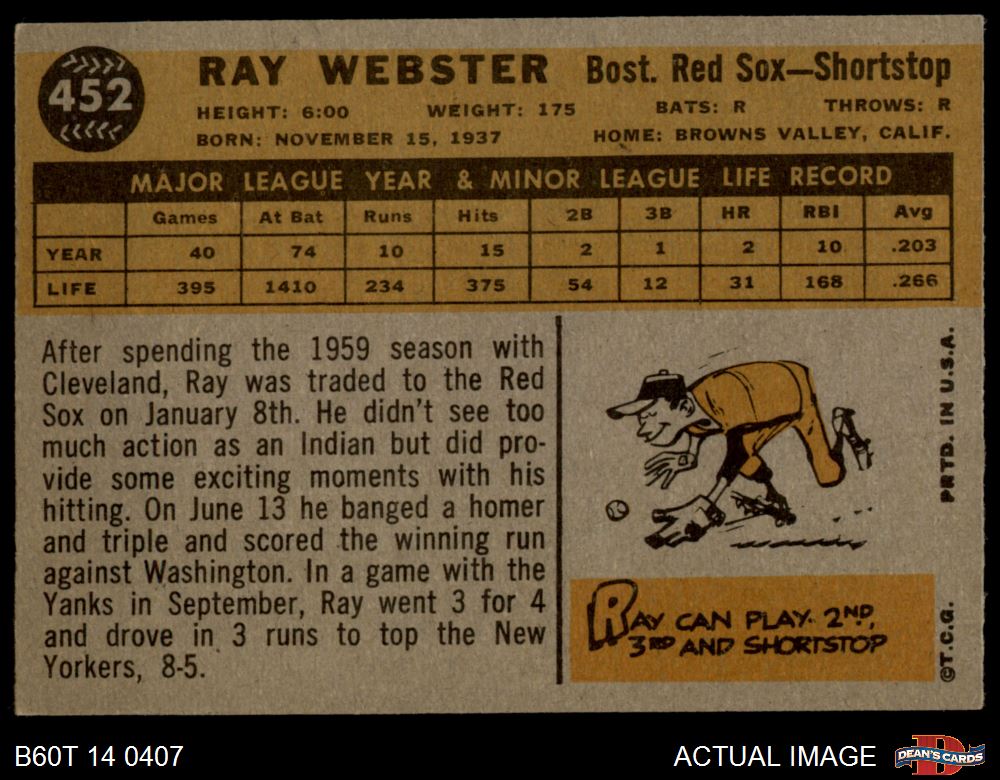 452
RAY WEBSTER Bost. Red Sox—Shortstop
HEIGHT: 6:00 WEIGHT: 175 BATS: R THROWS: R
BORN: NOVEMBER 15, 1937 HOME: BROWNS VALLEY, CALIF.
MAJOR LEAGUE YEAR & MINOR LEAGUE LIFE RECORD
Games At Bat Runs Hits 2B 3B HR RBI Avg
YEAR 40 74 10 15 2 1 2 10 .203
LIFE 395 1410 234 375 54 12 31 168 .266
After spending the 1959 season with
Cleveland, Ray was traded to the Red
Sox on January 8th. He didn't see too
much action as an Indian but did pro-
vide some exciting moments with his
hitting. On June 13 he banged a homer
and triple and scored the winning run
against Washington. In a game with the
Yanks in September, Ray went 3 for 4
and drove in 3 runs to top the New
Yorkers, 8-5.
RAY CAN PLAY 2ND,
3RD AND SHORTSTOP
©T.C.G. PRTD. IN U.S.A.
B60T 14 0407 ACTUAL IMAGE D DEAN'S CARDS